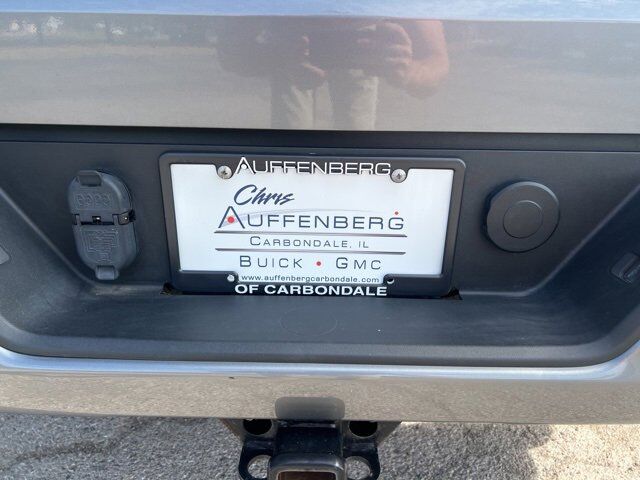 AUFFENBERG
Chris
AUFFENBERG
CARBONDALE, IL
BUICK • GMC
www.auffenbergcarbondale.com
OF CARBONDALE